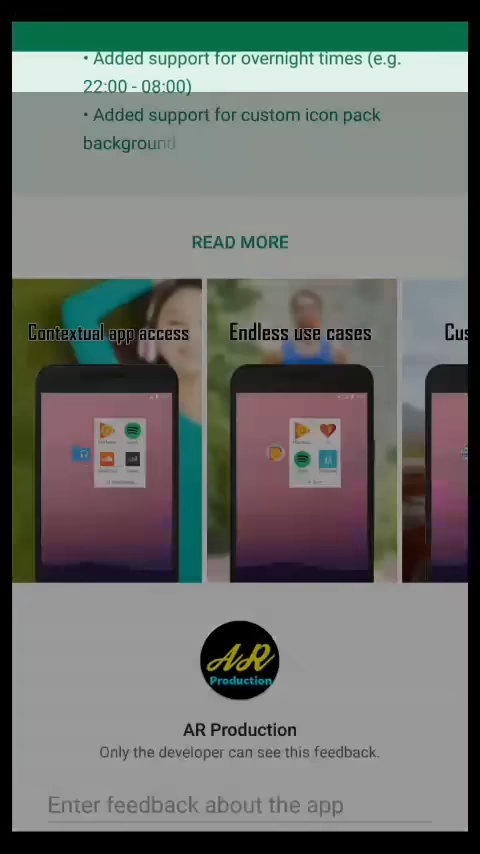 • Added support for overnight times (e.g.
22:00 - 08:00)
• Added support for custom icon pack
background
READ MORE
Contextual app access
Endless use cases
Cus
AR
Production
AR Production
Only the developer can see this feedback.
Enter feedback about the app